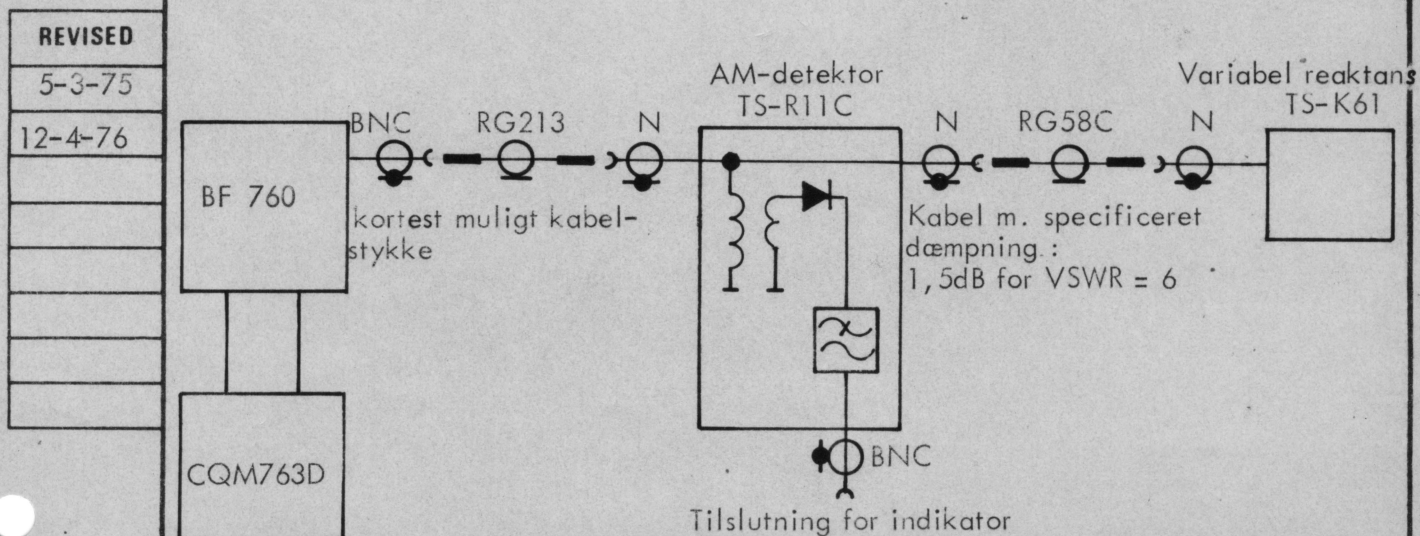 REVISED
5-3-75
12-4-76
AM-detektor
TS-R11C
Variabel reaktans
TS-K61
BNC
RG213
N
N
RG58C
N
BF 760
kortest muligt kabel-
stykke
Kabel m. specificeret
dæmpning.:
1,5dB for VSWR = 6
CQM763D
BNC
Tilslutning for indikator